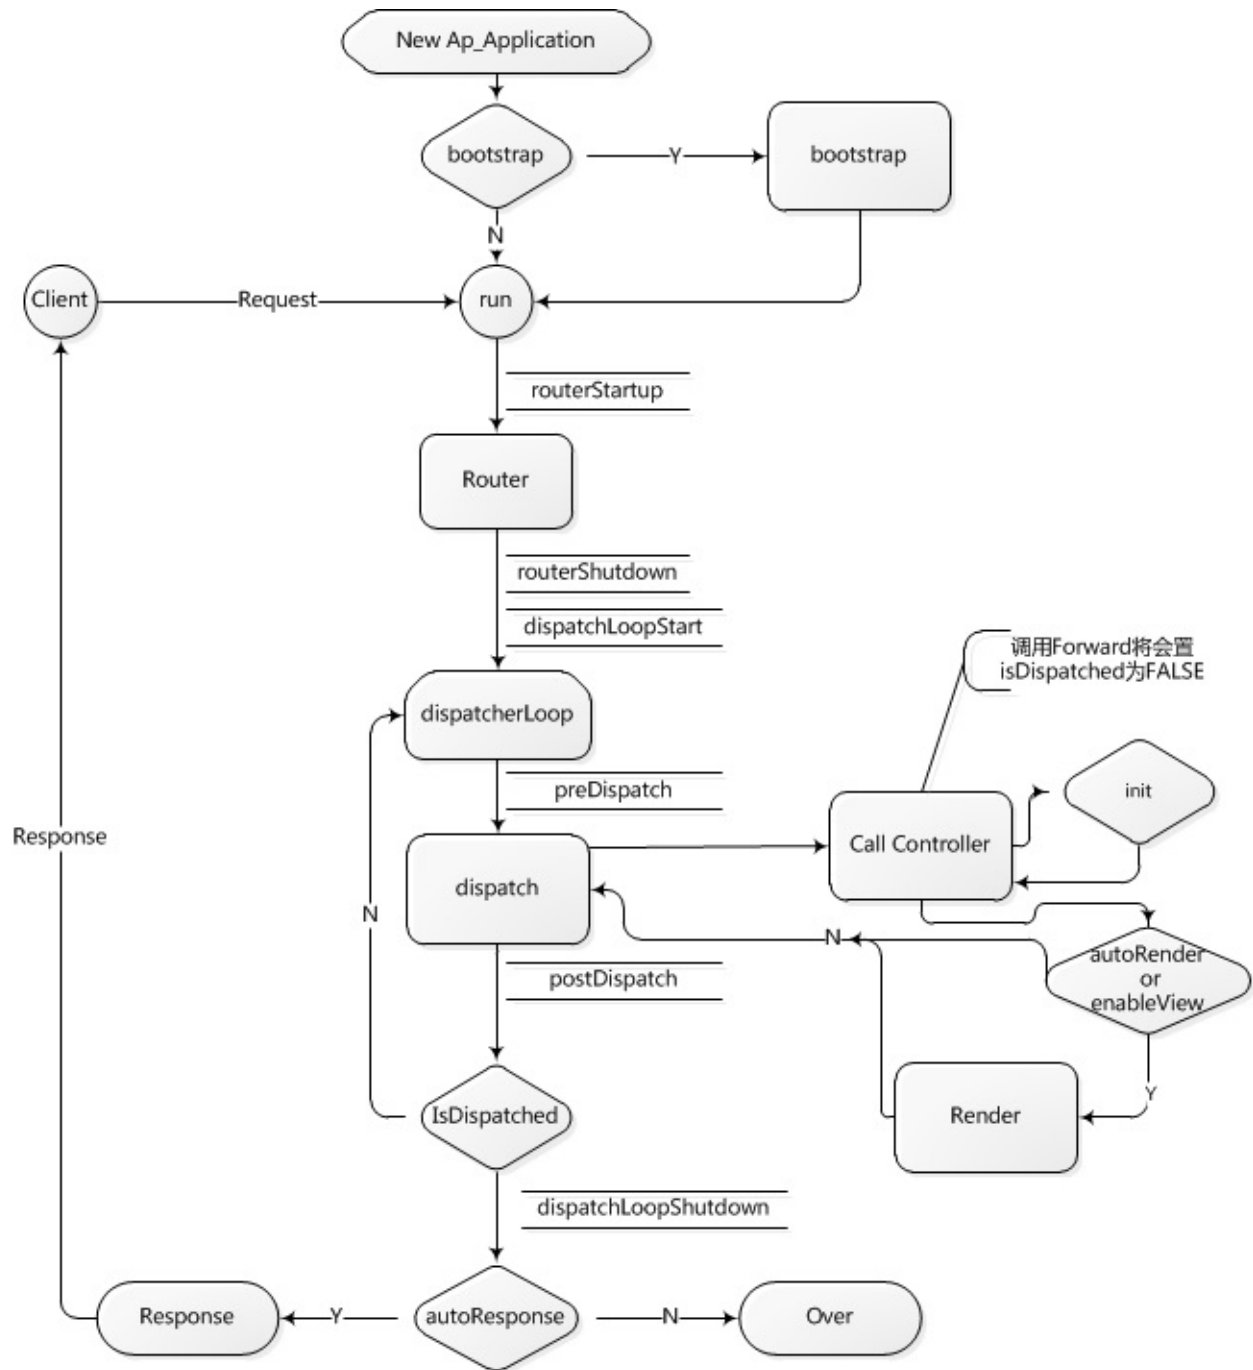 New Ap_Application
bootstrap
Y
bootstrap
N
Client
Request
run
routerStartup
Router
routerShutdown
dispatchLoopStart
调用Forward将会置
isDispatched为FALSE
dispatcherLoop
preDispatch
init
Response
Call Controller
dispatch
N
N
autoRender
or
enableView
postDispatch
Y
IsDispatched
Render
dispatchLoopShutdown
Response
Y
autoResponse
N
Over